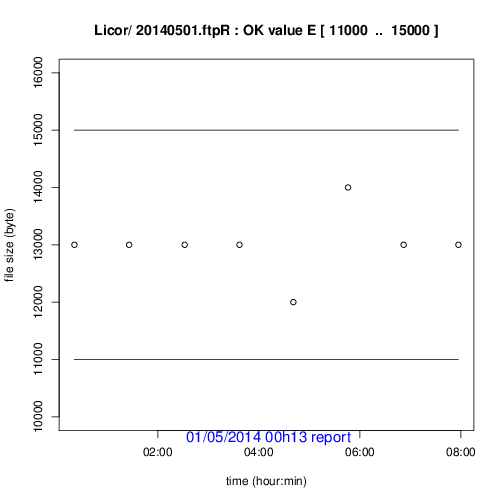 Licor/ 20140501.ftpR : OK value E [ 11000 .. 15000 ]
16000
15000
14000
13000
12000
11000
10000
file size (byte)
02:00 04:00 06:00 08:00
01/05/2014 00h13 report
time (hour:min)